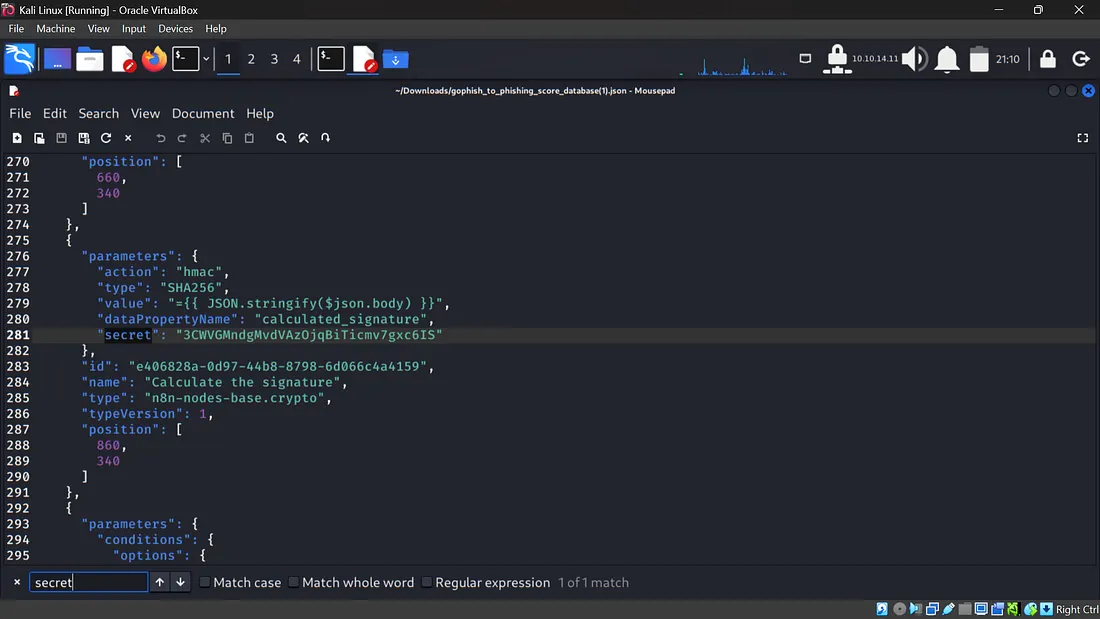 Kali Linux [Running] - Oracle VirtualBox
File Machine View Input Devices Help
1 2 3 4 10.10.14.11 21:10
~/Downloads/gophish_to_phishing_score_database(1).json - Mousepad
File Edit Search View Document Help
270 "position": [
271 660,
272 340
273 ]
274 },
275 {
276 "parameters": {
277 "action": "hmac",
278 "type": "SHA256",
279 "value": "={{ JSON.stringify($json.body) }}",
280 "dataPropertyName": "calculated_signature",
281 "secret": "3CWVGMndgMvdVAzOjqBiTicmv7gxc6IS"
282 },
283 "id": "e406828a-0d97-44b8-8798-6d066c4a4159",
284 "name": "Calculate the signature",
285 "type": "n8n-nodes-base.crypto",
286 "typeVersion": 1,
287 "position": [
288 860,
289 340
290 ]
291 },
292 {
293 "parameters": {
294 "conditions": {
295 "options": {
secret Match case Match whole word Regular expression 1 of 1 match
Right Ctrl